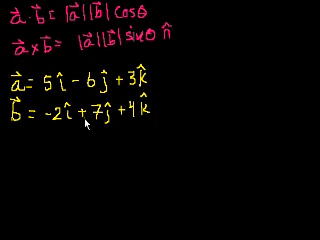 a⃗ · b⃗ = |a⃗||b⃗| cosθ
a⃗ × b⃗ = |a⃗||b⃗| sinθ n̂
a⃗ = 5î - 6ĵ + 3k̂
b⃗ = -2î + 7ĵ + 4k̂